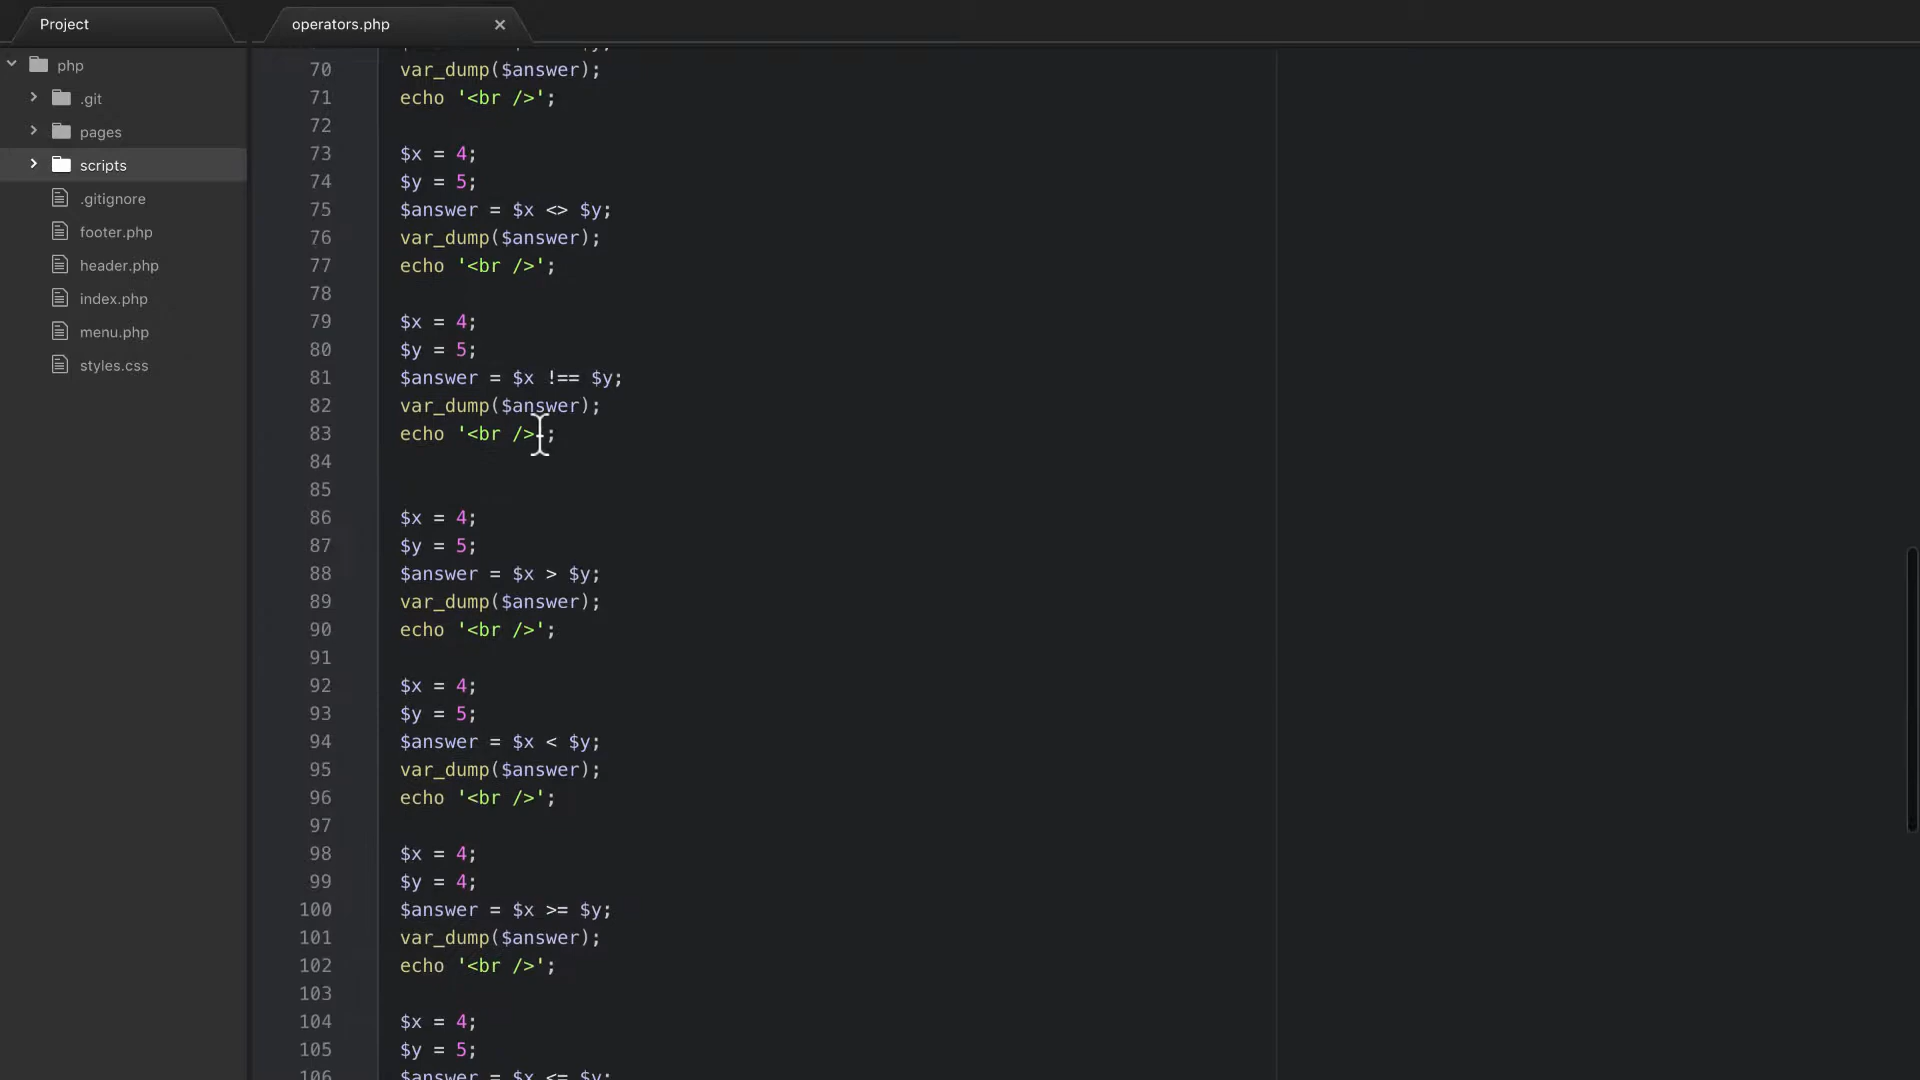 Project
operators.php ×
php
.git
pages
scripts
.gitignore
footer.php
header.php
index.php
menu.php
styles.css
70 var_dump($answer);
71 echo '<br />';
72
73 $x = 4;
74 $y = 5;
75 $answer = $x <> $y;
76 var_dump($answer);
77 echo '<br />';
78
79 $x = 4;
80 $y = 5;
81 $answer = $x !== $y;
82 var_dump($answer);
83 echo '<br />';
84
85
86 $x = 4;
87 $y = 5;
88 $answer = $x > $y;
89 var_dump($answer);
90 echo '<br />';
91
92 $x = 4;
93 $y = 5;
94 $answer = $x < $y;
95 var_dump($answer);
96 echo '<br />';
97
98 $x = 4;
99 $y = 4;
100 $answer = $x >= $y;
101 var_dump($answer);
102 echo '<br />';
103
104 $x = 4;
105 $y = 5;
106 $answer = $x <= $y;